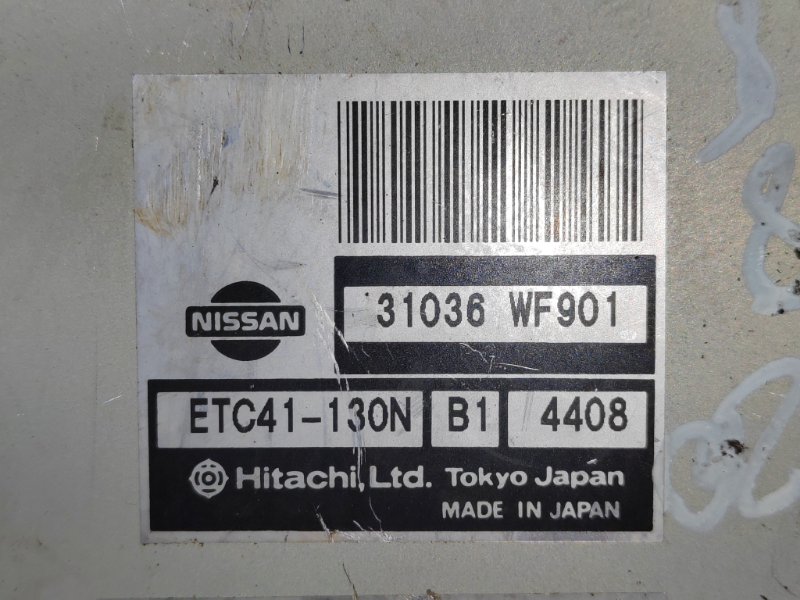 31036 WF901
NISSAN
ETC41-130N B1 4408
Hitachi, Ltd. Tokyo Japan
MADE IN JAPAN